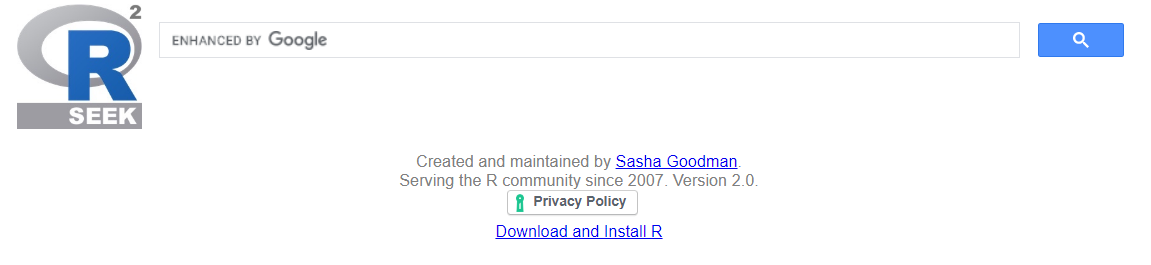 R 2
SEEK
ENHANCED BY Google
Created and maintained by Sasha Goodman.
Serving the R community since 2007. Version 2.0.
Privacy Policy
Download and Install R